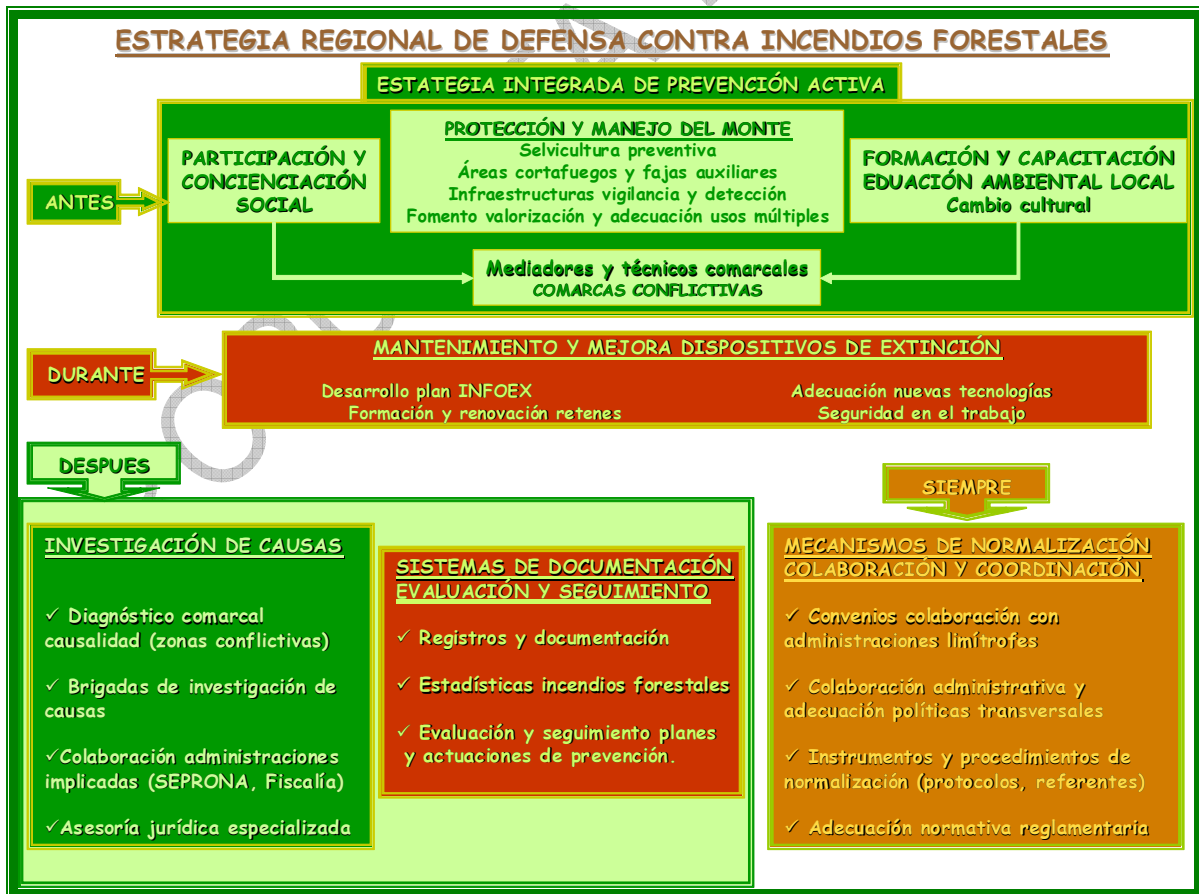 ESTRATEGIA REGIONAL DE DEFENSA CONTRA INCENDIOS FORESTALES
ESTATEGIA INTEGRADA DE PREVENCIÓN ACTIVA
ANTES
PARTICIPACIÓN Y
CONCIENCIACIÓN
SOCIAL
PROTECCIÓN Y MANEJO DEL MONTE
Selvicultura preventiva
Áreas cortafuegos y fajas auxiliares
Infraestructuras vigilancia y detección
Fomento valorización y adecuación usos múltiples
FORMACIÓN Y CAPACITACIÓN
EDUACIÓN AMBIENTAL LOCAL
Cambio cultural
Mediadores y técnicos comarcales
COMARCAS CONFLICTIVAS
DURANTE
MANTENIMIENTO Y MEJORA DISPOSITIVOS DE EXTINCIÓN
Desarrollo plan INFOEX
Formación y renovación retenes
Adecuación nuevas tecnologías
Seguridad en el trabajo
DESPUES
INVESTIGACIÓN DE CAUSAS
✓ Diagnóstico comarcal
causalidad (zonas conflictivas)
✓ Brigadas de investigación de
causas
✓Colaboración administraciones
implicadas (SEPRONA, Fiscalía)
✓Asesoría jurídica especializada
SISTEMAS DE DOCUMENTACIÓN
EVALUACIÓN Y SEGUIMIENTO
✓ Registros y documentación
✓ Estadísticas incendios forestales
✓ Evaluación y seguimiento planes
y actuaciones de prevención.
SIEMPRE
MECANISMOS DE NORMALIZACIÓN
COLABORACIÓN Y COORDINACIÓN
✓ Convenios colaboración con
administraciones limítrofes
✓ Colaboración administrativa y
adecuación políticas transversales
✓ Instrumentos y procedimientos de
normalización (protocolos, referentes)
✓ Adecuación normativa reglamentaria